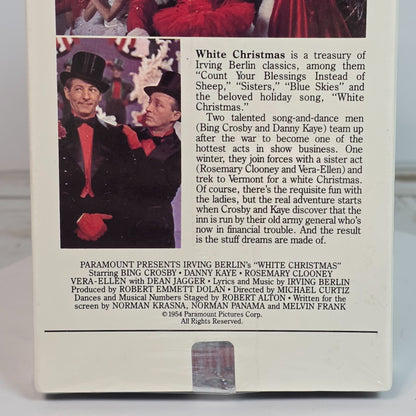 White Christmas is a treasury of
Irving Berlin classics, among them
“Count Your Blessings Instead of
Sheep,” “Sisters,” “Blue Skies” and
the beloved holiday song, “White
Christmas.”
Two talented song-and-dance men
(Bing Crosby and Danny Kaye) team up
after the war to become one of the
hottest acts in show business. One
winter, they join forces with a sister act
(Rosemary Clooney and Vera-Ellen) and
trek to Vermont for a white Christmas.
Of course, there’s the requisite fun with
the ladies, but the real adventure starts
when Crosby and Kaye discover that the
inn is run by their old army general who’s
now in financial trouble. And the result
is the stuff dreams are made of.
PARAMOUNT PRESENTS IRVING BERLIN’s “WHITE CHRISTMAS”
Starring BING CROSBY • DANNY KAYE • ROSEMARY CLOONEY
VERA-ELLEN with DEAN JAGGER • Lyrics and Music by IRVING BERLIN
Produced by ROBERT EMMETT DOLAN • Directed by MICHAEL CURTIZ
Dances and Musical Numbers Staged by ROBERT ALTON • Written for the
screen by NORMAN KRASNA, NORMAN PANAMA and MELVIN FRANK
©1954 Paramount Pictures Corp.
All Rights Reserved.